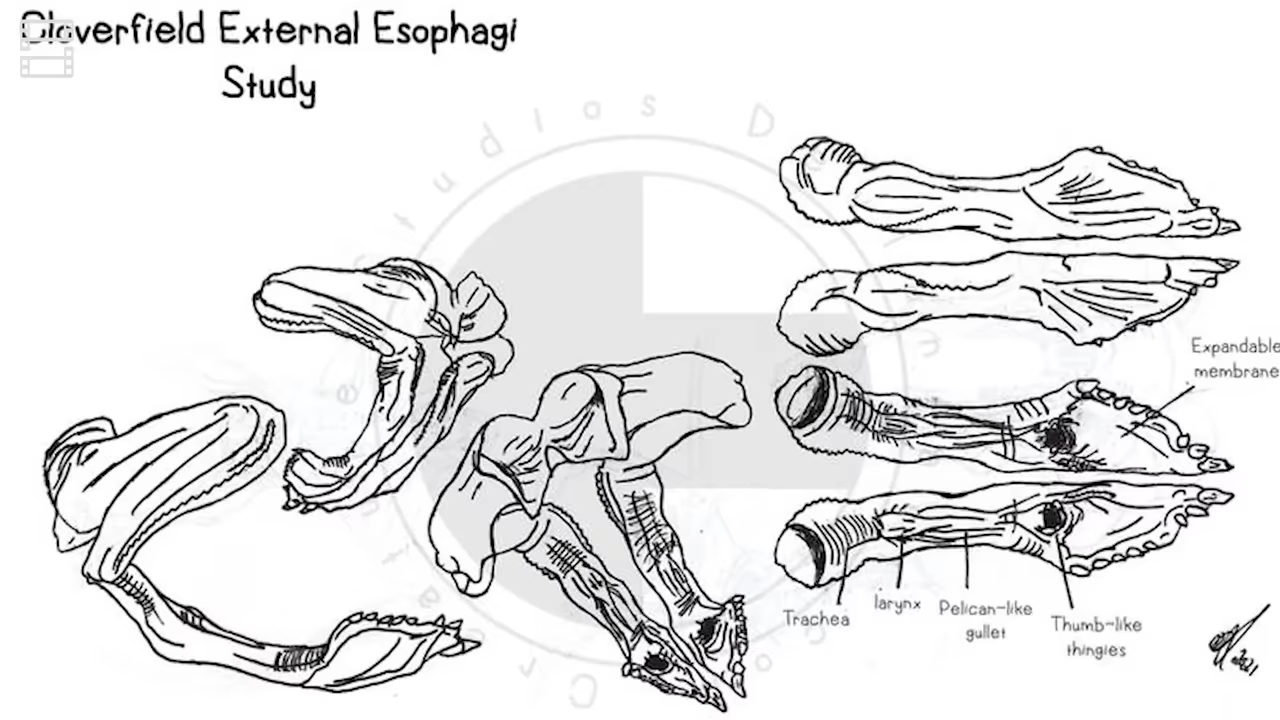 Cloverfield External Esophagi
Study
Expandable
membrane
Trachea
larynx
Pelican-like
gullet
Thumb-like
thingies